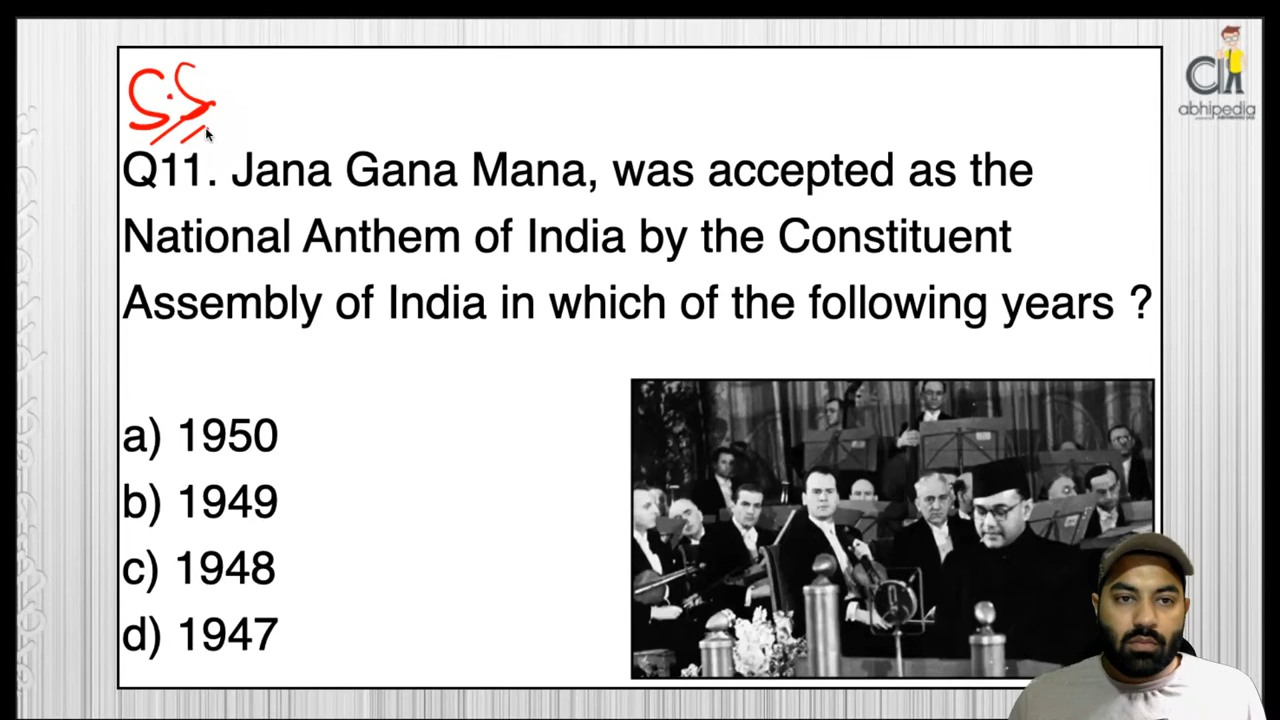 S.S
abhipedia
Q11. Jana Gana Mana, was accepted as the
National Anthem of India by the Constituent
Assembly of India in which of the following years ?
a) 1950
b) 1949
c) 1948
d) 1947